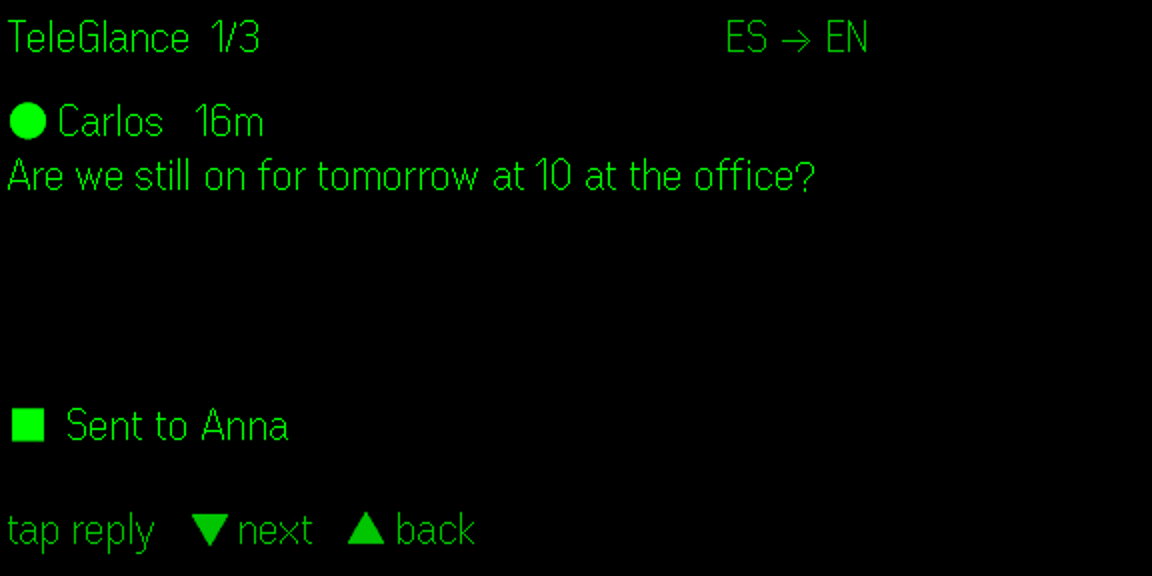 TeleGlance 1/3 ES → EN
● Carlos 16m
Are we still on for tomorrow at 10 at the office?
■ Sent to Anna
tap reply ▼ next ▲ back